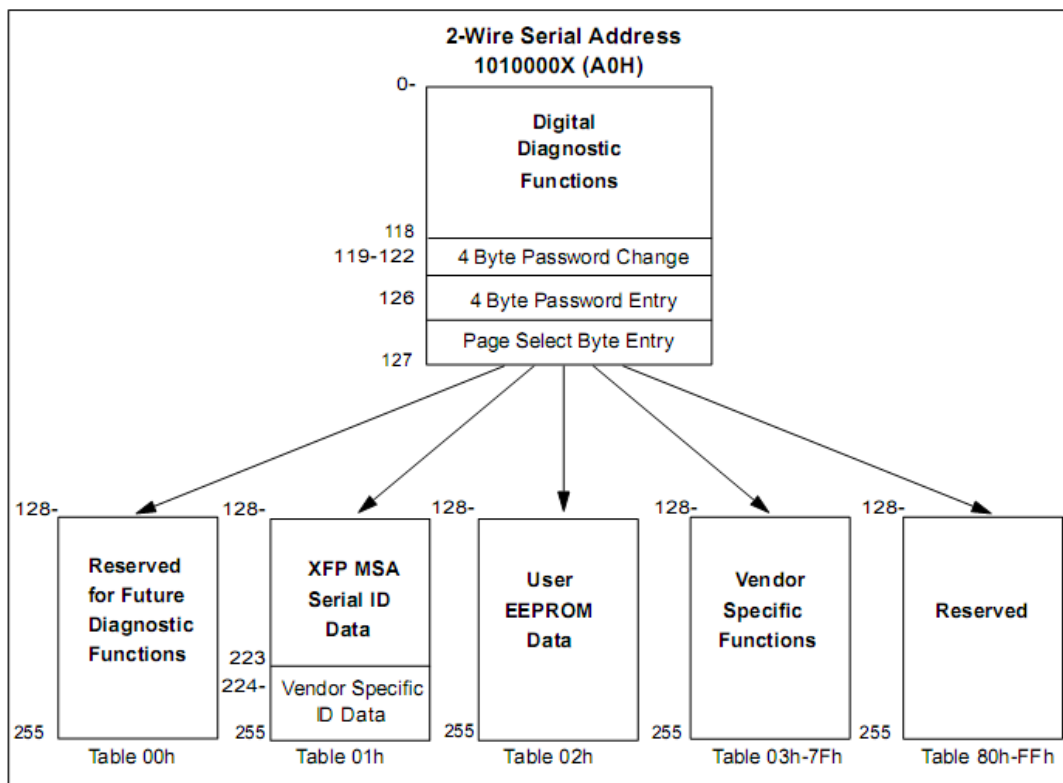 2-Wire Serial Address
1010000X (A0H)
0-
Digital
Diagnostic
Functions
118
119-122
4 Byte Password Change
126
4 Byte Password Entry
Page Select Byte Entry
127
128-
Reserved
for Future
Diagnostic
Functions
255
Table 00h
128-
XFP MSA
Serial ID
Data
223
224-
Vendor Specific
ID Data
255
Table 01h
128-
User
EEPROM
Data
255
Table 02h
128-
Vendor
Specific
Functions
255
Table 03h-7Fh
128-
Reserved
255
Table 80h-FFh